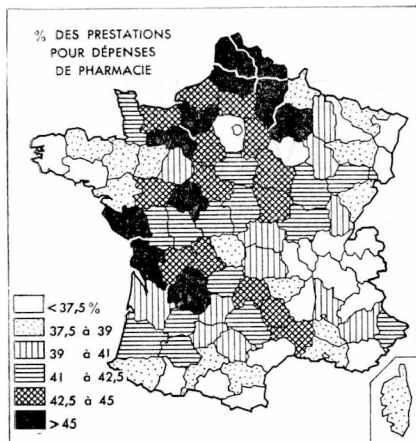 % DES PRESTATIONS
POUR DÉPENSES
DE PHARMACIE
< 37,5 %
37,5 à 39
39 à 41
41 à 42,5
42,5 à 45
> 45